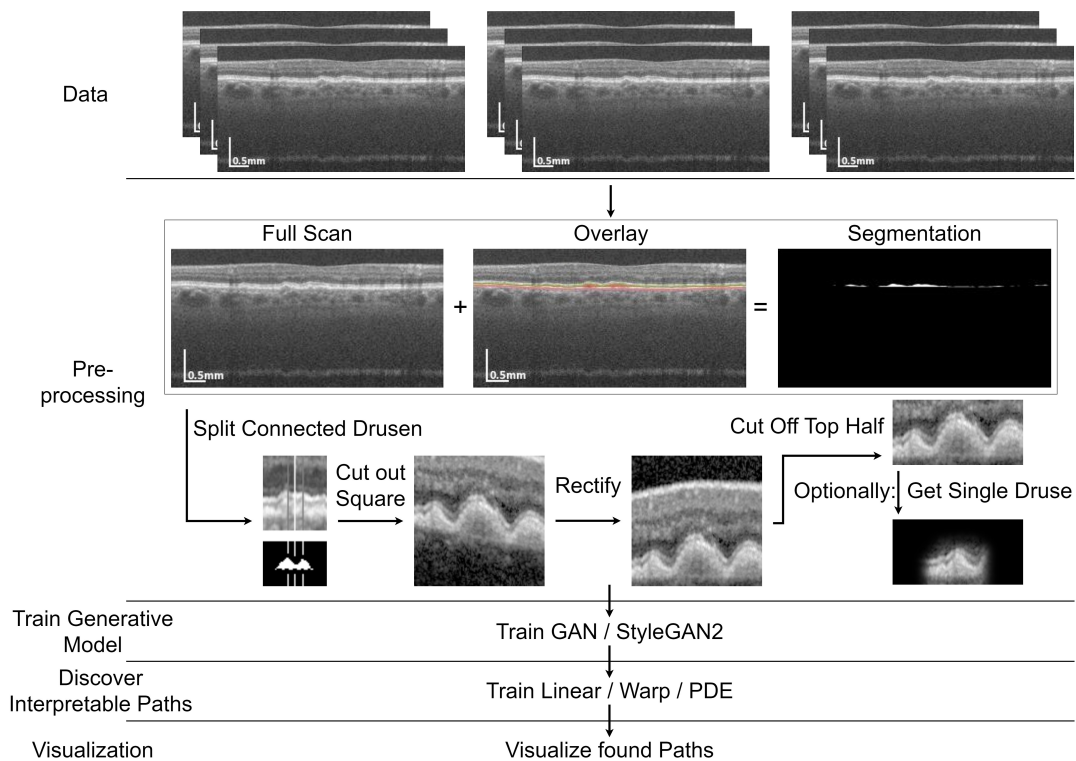 Data
0.5mm
0.5mm
0.5mm
Full Scan
Overlay
Segmentation
+
=
0.5mm
0.5mm
Pre-
processing
Split Connected Drusen
Cut out
Square
Rectify
Cut Off Top Half
Optionally:
Get Single Druse
Train Generative
Model
Train GAN / StyleGAN2
Discover
Interpretable Paths
Train Linear / Warp / PDE
Visualization
Visualize found Paths